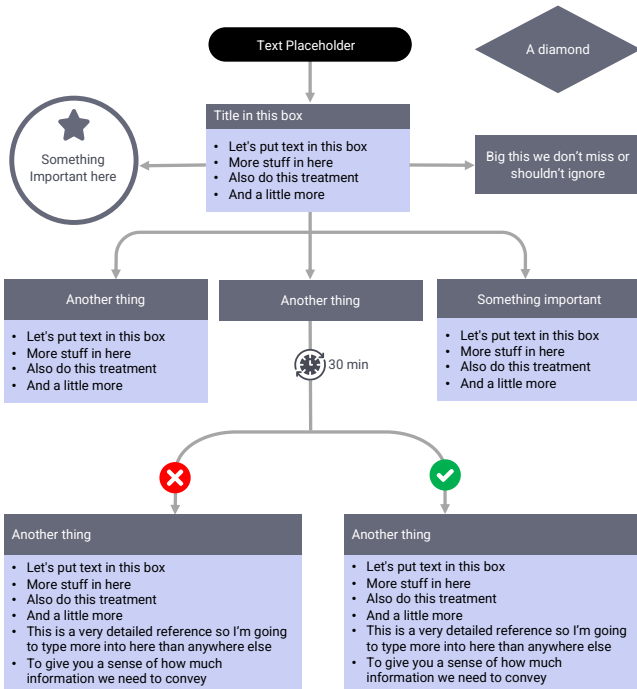 Text Placeholder
A diamond
Title in this box
• Let's put text in this box
• More stuff in here
• Also do this treatment
• And a little more
Something
Important here
Big this we don’t miss or
shouldn’t ignore
Another thing
• Let's put text in this box
• More stuff in here
• Also do this treatment
• And a little more
Another thing
Something important
• Let's put text in this box
• More stuff in here
• Also do this treatment
• And a little more
30 min
Another thing
• Let's put text in this box
• More stuff in here
• Also do this treatment
• And a little more
• This is a very detailed reference so I’m going
to type more into here than anywhere else
• To give you a sense of how much
information we need to convey
Another thing
• Let's put text in this box
• More stuff in here
• Also do this treatment
• And a little more
• This is a very detailed reference so I’m going
to type more into here than anywhere else
• To give you a sense of how much
information we need to convey